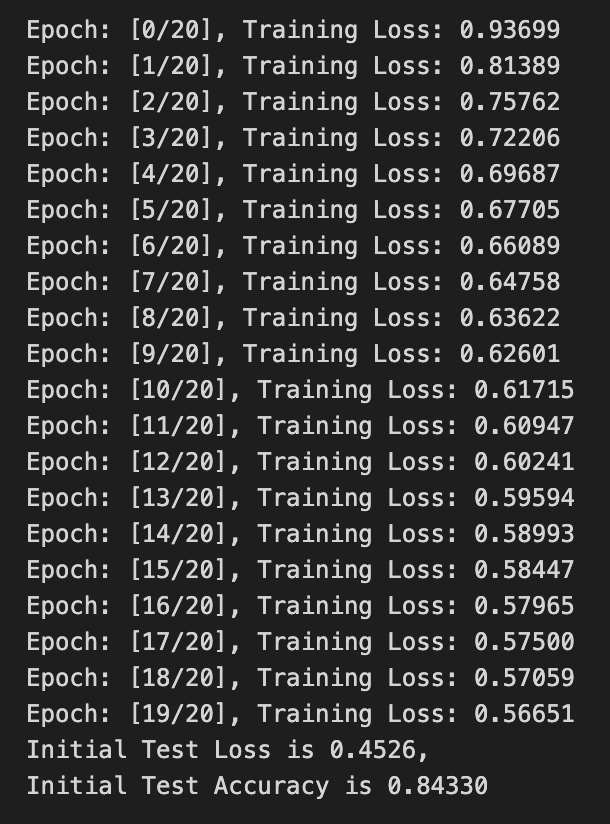 Epoch: [0/20], Training Loss: 0.93699
Epoch: [1/20], Training Loss: 0.81389
Epoch: [2/20], Training Loss: 0.75762
Epoch: [3/20], Training Loss: 0.72206
Epoch: [4/20], Training Loss: 0.69687
Epoch: [5/20], Training Loss: 0.67705
Epoch: [6/20], Training Loss: 0.66089
Epoch: [7/20], Training Loss: 0.64758
Epoch: [8/20], Training Loss: 0.63622
Epoch: [9/20], Training Loss: 0.62601
Epoch: [10/20], Training Loss: 0.61715
Epoch: [11/20], Training Loss: 0.60947
Epoch: [12/20], Training Loss: 0.60241
Epoch: [13/20], Training Loss: 0.59594
Epoch: [14/20], Training Loss: 0.58993
Epoch: [15/20], Training Loss: 0.58447
Epoch: [16/20], Training Loss: 0.57965
Epoch: [17/20], Training Loss: 0.57500
Epoch: [18/20], Training Loss: 0.57059
Epoch: [19/20], Training Loss: 0.56651
Initial Test Loss is 0.4526,
Initial Test Accuracy is 0.84330